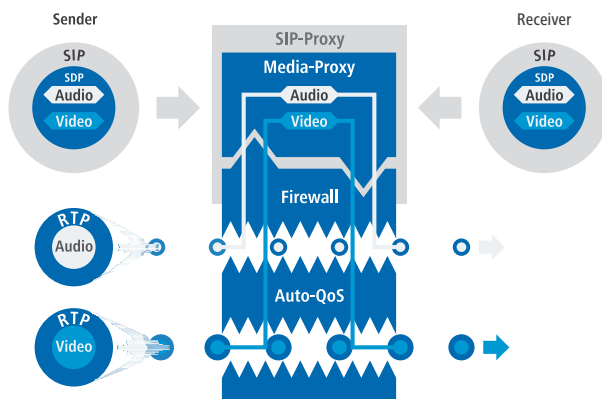 Sender
Receiver
SIP
SDP
Audio
Video
SIP-Proxy
Media-Proxy
Audio
Video
Firewall
Auto-QoS
SIP
SDP
Audio
Video
RTP
Audio
RTP
Video